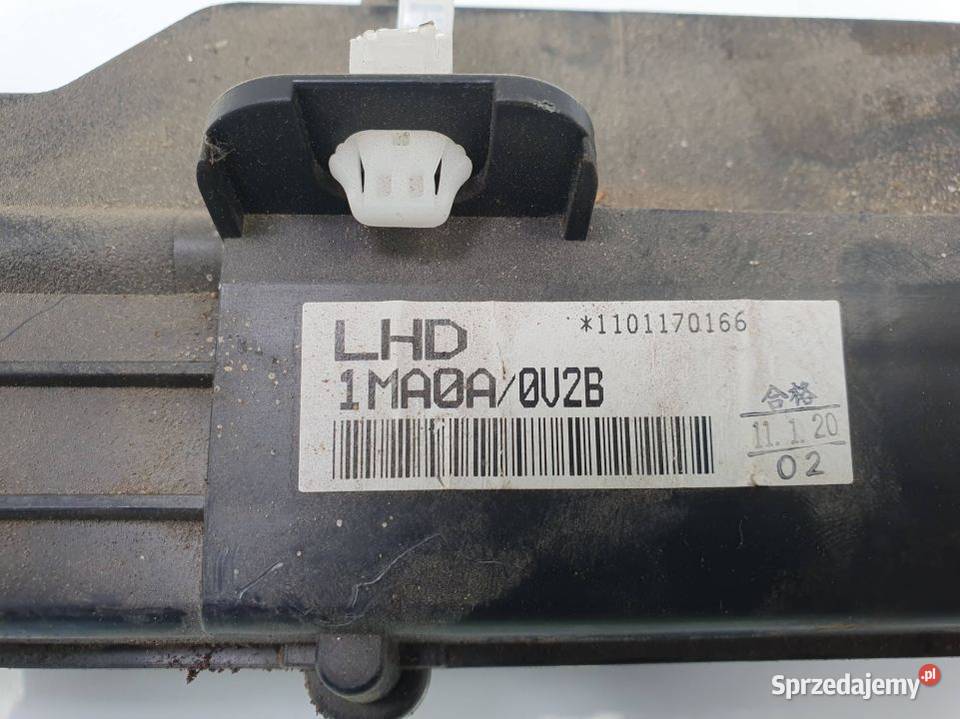 LHD
*1101170166
1MA0A/0V2B
合格
11.1.20
02
Sprzedajemy.pl